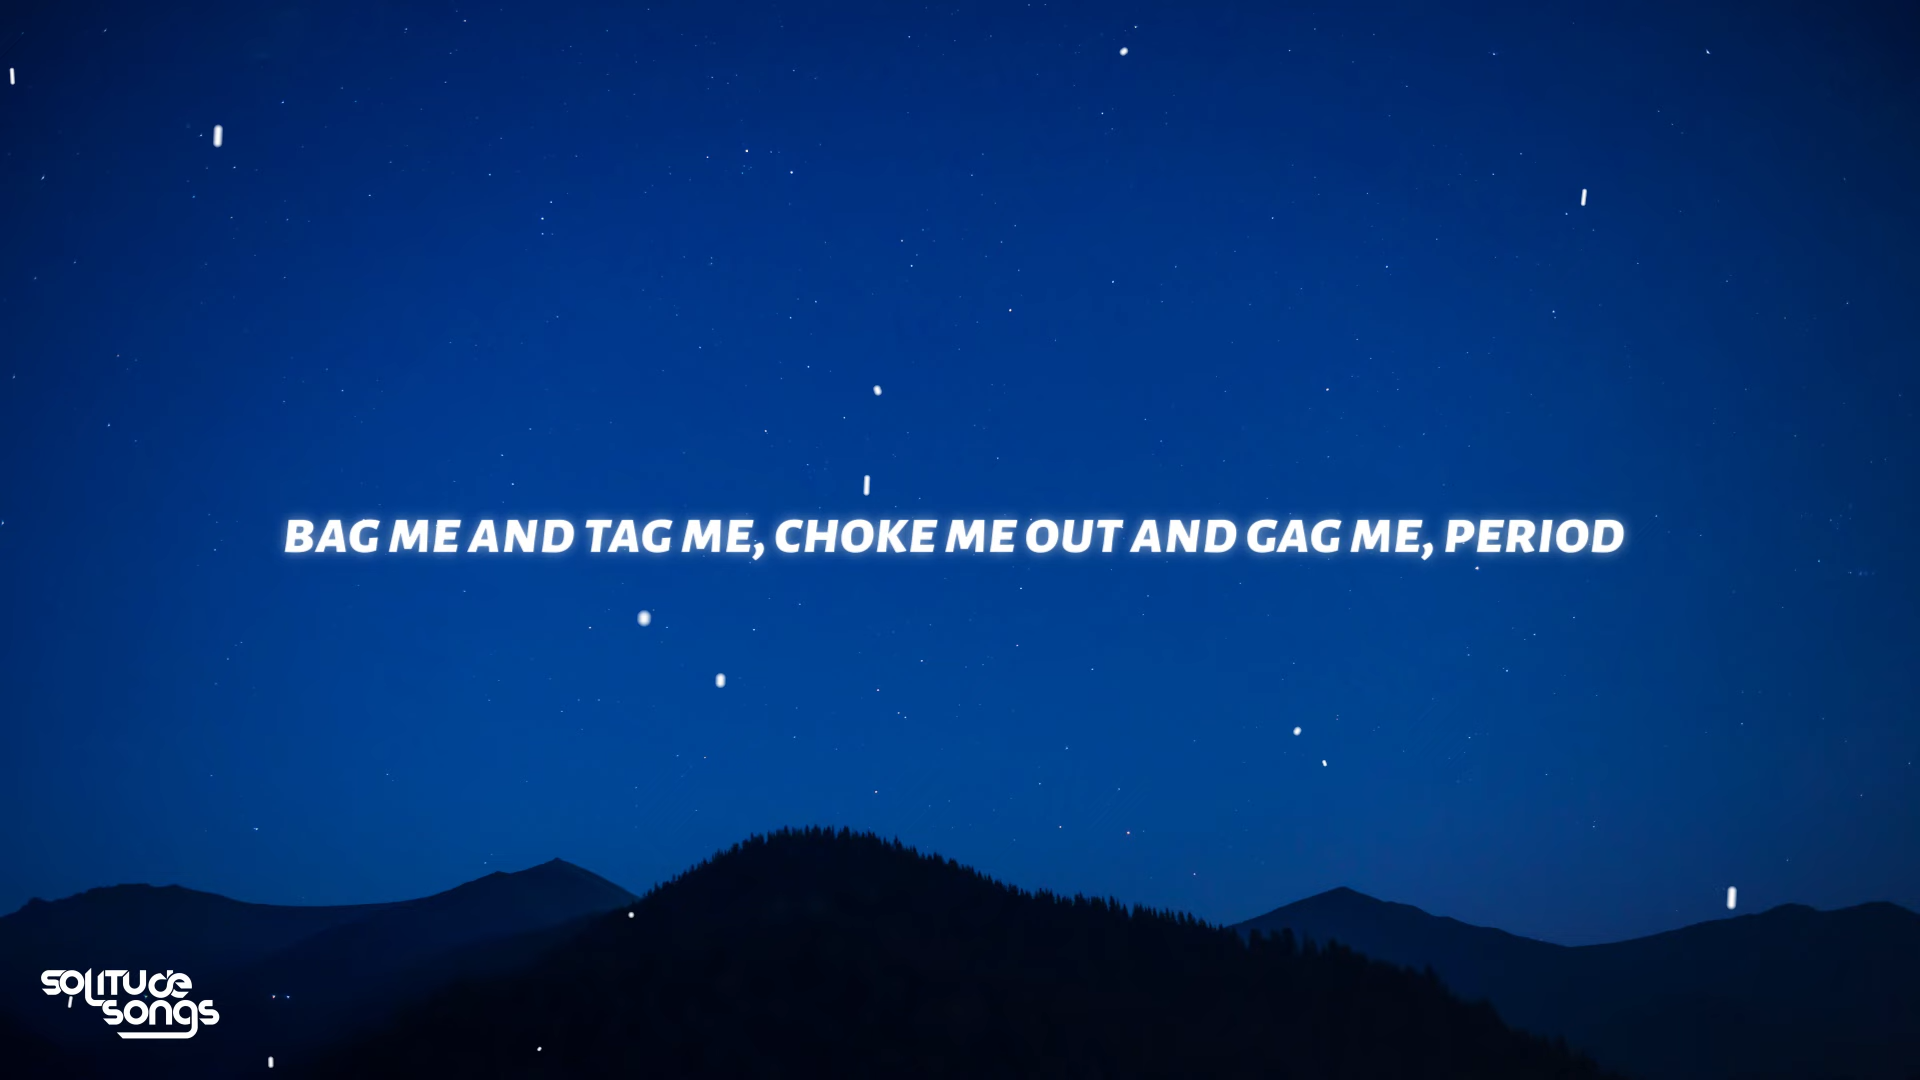 BAG ME AND TAG ME, CHOKE ME OUT AND GAG ME, PERIOD
SOLITUDE
SONGS